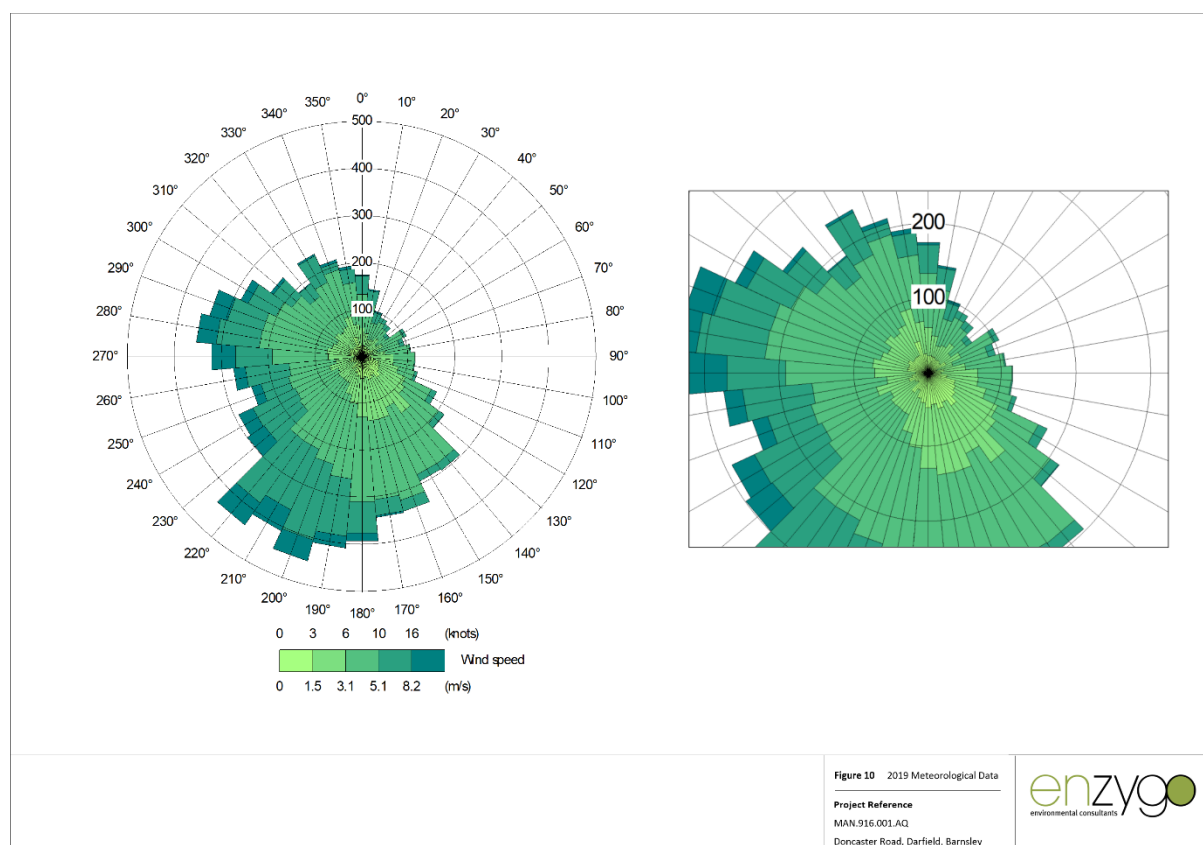 0°
350° 10°
340° 20°
330° 30°
320° 40°
310° 50°
300° 60°
290° 70°
280° 80°
270° 90°
260° 100°
250° 110°
240° 120°
230° 130°
220° 140°
210° 150°
200° 160°
190° 170°
180°
500
400
300
200
100
0 3 6 10 16 (knots)
Wind speed
0 1.5 3.1 5.1 8.2 (m/s)
200
100
Figure 10 2019 Meteorological Data
Project Reference
MAN.916.001.AQ
Doncaster Road, Darfield, Barnsley
enzygo
environmental consultants